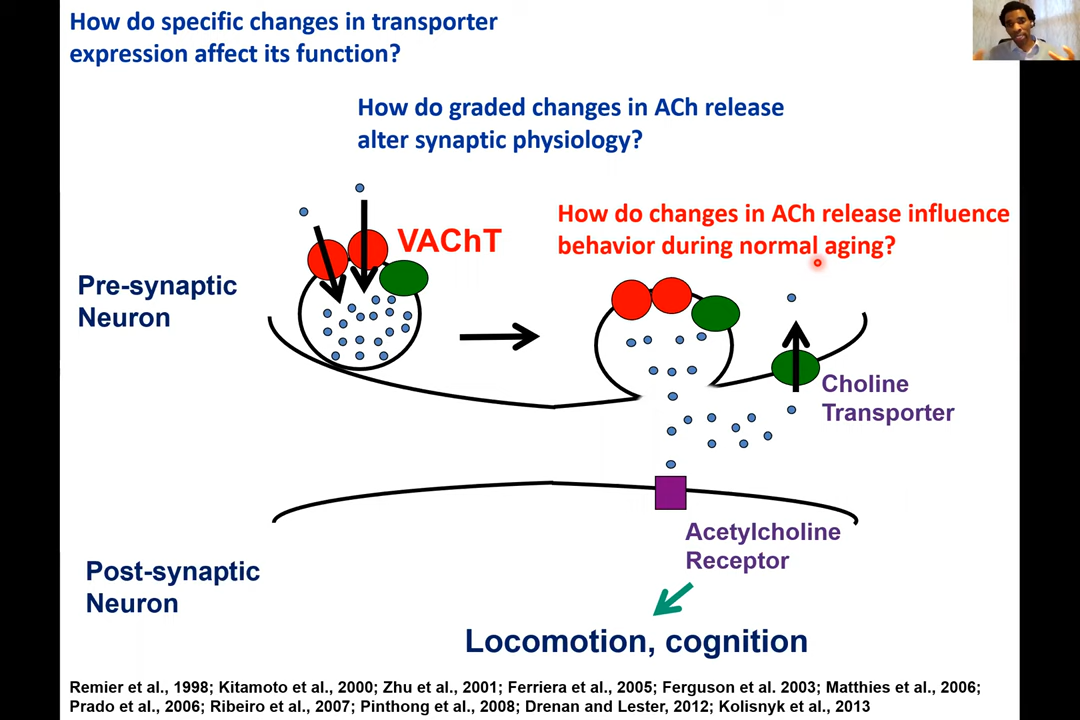 How do specific changes in transporter
expression affect its function?
How do graded changes in ACh release
alter synaptic physiology?
How do changes in ACh release influence
behavior during normal aging?
VAChT
Pre-synaptic
Neuron
Choline
Transporter
Acetylcholine
Receptor
Post-synaptic
Neuron
Locomotion, cognition
Remier et al., 1998; Kitamoto et al., 2000; Zhu et al., 2001; Ferriera et al., 2005; Ferguson et al. 2003; Matthies et al., 2006;
Prado et al., 2006; Ribeiro et al., 2007; Pinthong et al., 2008; Drenan and Lester, 2012; Kolisnyk et al., 2013